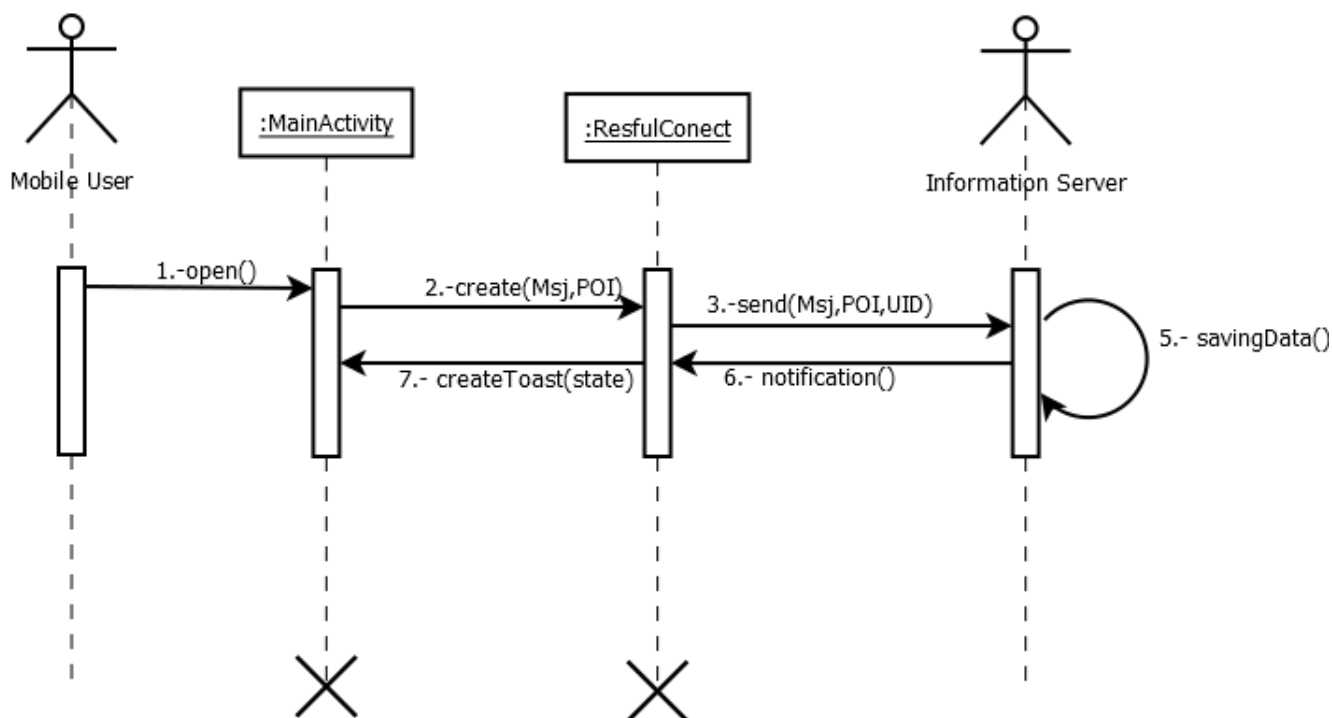 :MainActivity
:ResfulConect
Mobile User
Information Server
1.-open()
2.-create(Msj,POI)
3.-send(Msj,POI,UID)
5.- savingData()
6.- notification()
7.- createToast(state)